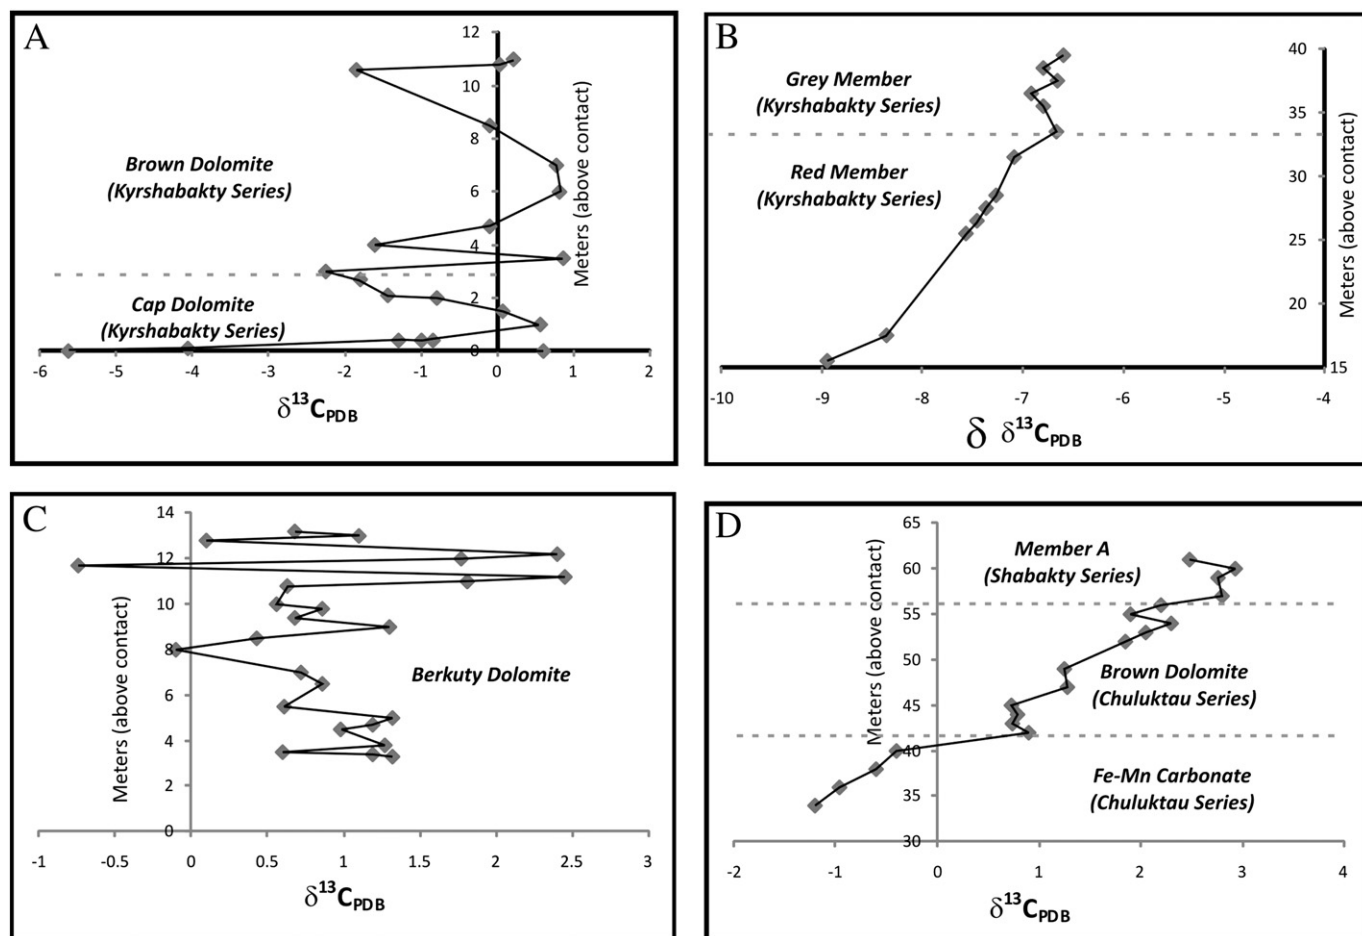 A
12
10
8
6
4
2
0
Meters (above contact)
Brown Dolomite
(Kyrshabakty Series)
Cap Dolomite
(Kyrshabakty Series)
-6 -5 -4 -3 -2 -1 0 1 2
δ13CPDB
B
40
35
30
25
20
15
Meters (above contact)
Grey Member
(Kyrshabakty Series)
Red Member
(Kyrshabakty Series)
-10 -9 -8 -7 -6 -5 -4
δ δ13CPDB
C
14
12
10
8
6
4
2
0
Meters (above contact)
Berkuty Dolomite
-1 -0.5 0 0.5 1 1.5 2 2.5 3
δ13CPDB
D
65
60
55
50
45
40
35
30
Meters (above contact)
Member A
(Shabakty Series)
Brown Dolomite
(Chuluktau Series)
Fe-Mn Carbonate
(Chuluktau Series)
-2 -1 0 1 2 3 4
δ13CPDB